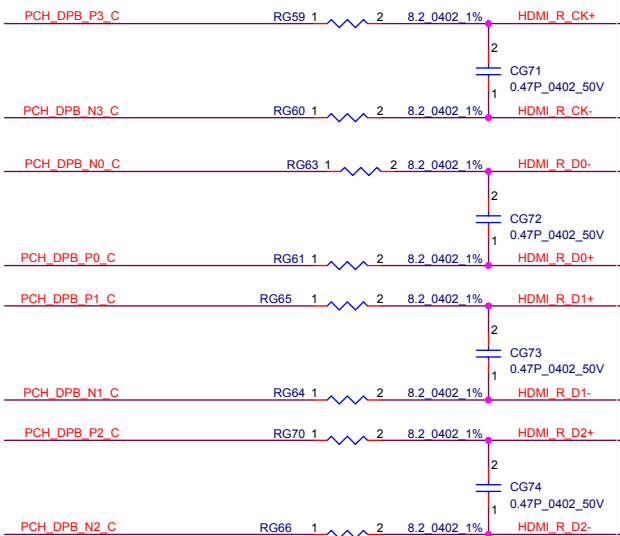 PCH_DPB_P3_C RG59 1 2 8.2_0402_1% HDMI_R_CK+
2
CG71
0.47P_0402_50V
1
PCH_DPB_N3_C RG60 1 2 8.2_0402_1% HDMI_R_CK-
PCH_DPB_N0_C RG63 1 2 8.2_0402_1% HDMI_R_D0-
2
CG72
0.47P_0402_50V
1
PCH_DPB_P0_C RG61 1 2 8.2_0402_1% HDMI_R_D0+
PCH_DPB_P1_C RG65 1 2 8.2_0402_1% HDMI_R_D1+
2
CG73
0.47P_0402_50V
1
PCH_DPB_N1_C RG64 1 2 8.2_0402_1% HDMI_R_D1-
PCH_DPB_P2_C RG70 1 2 8.2_0402_1% HDMI_R_D2+
2
CG74
0.47P_0402_50V
1
PCH_DPB_N2_C RG66 1 2 8.2_0402_1% HDMI_R_D2-